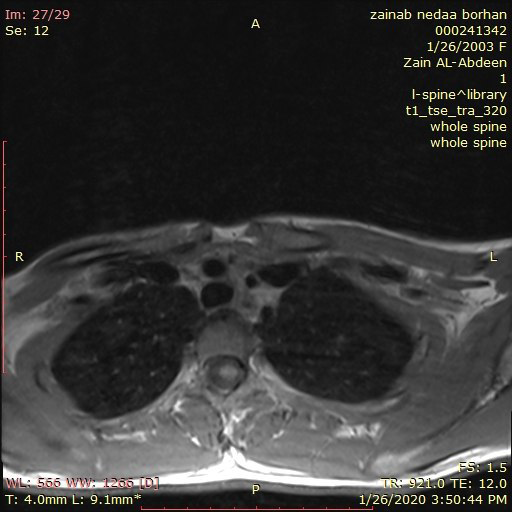 Im: 27/29
Se: 12
A
zainab nedaa borhan
000241342
1/26/2003 F
Zain AL-Abdeen
1
l-spine^library
t1_tse_tra_320
whole spine
whole spine
R
L
WL: 566 WW: 1266 [D]
T: 4.0mm L: 9.1mm*
P
FS: 1.5
TR: 921.0 TE: 12.0
1/26/2020 3:50:44 PM